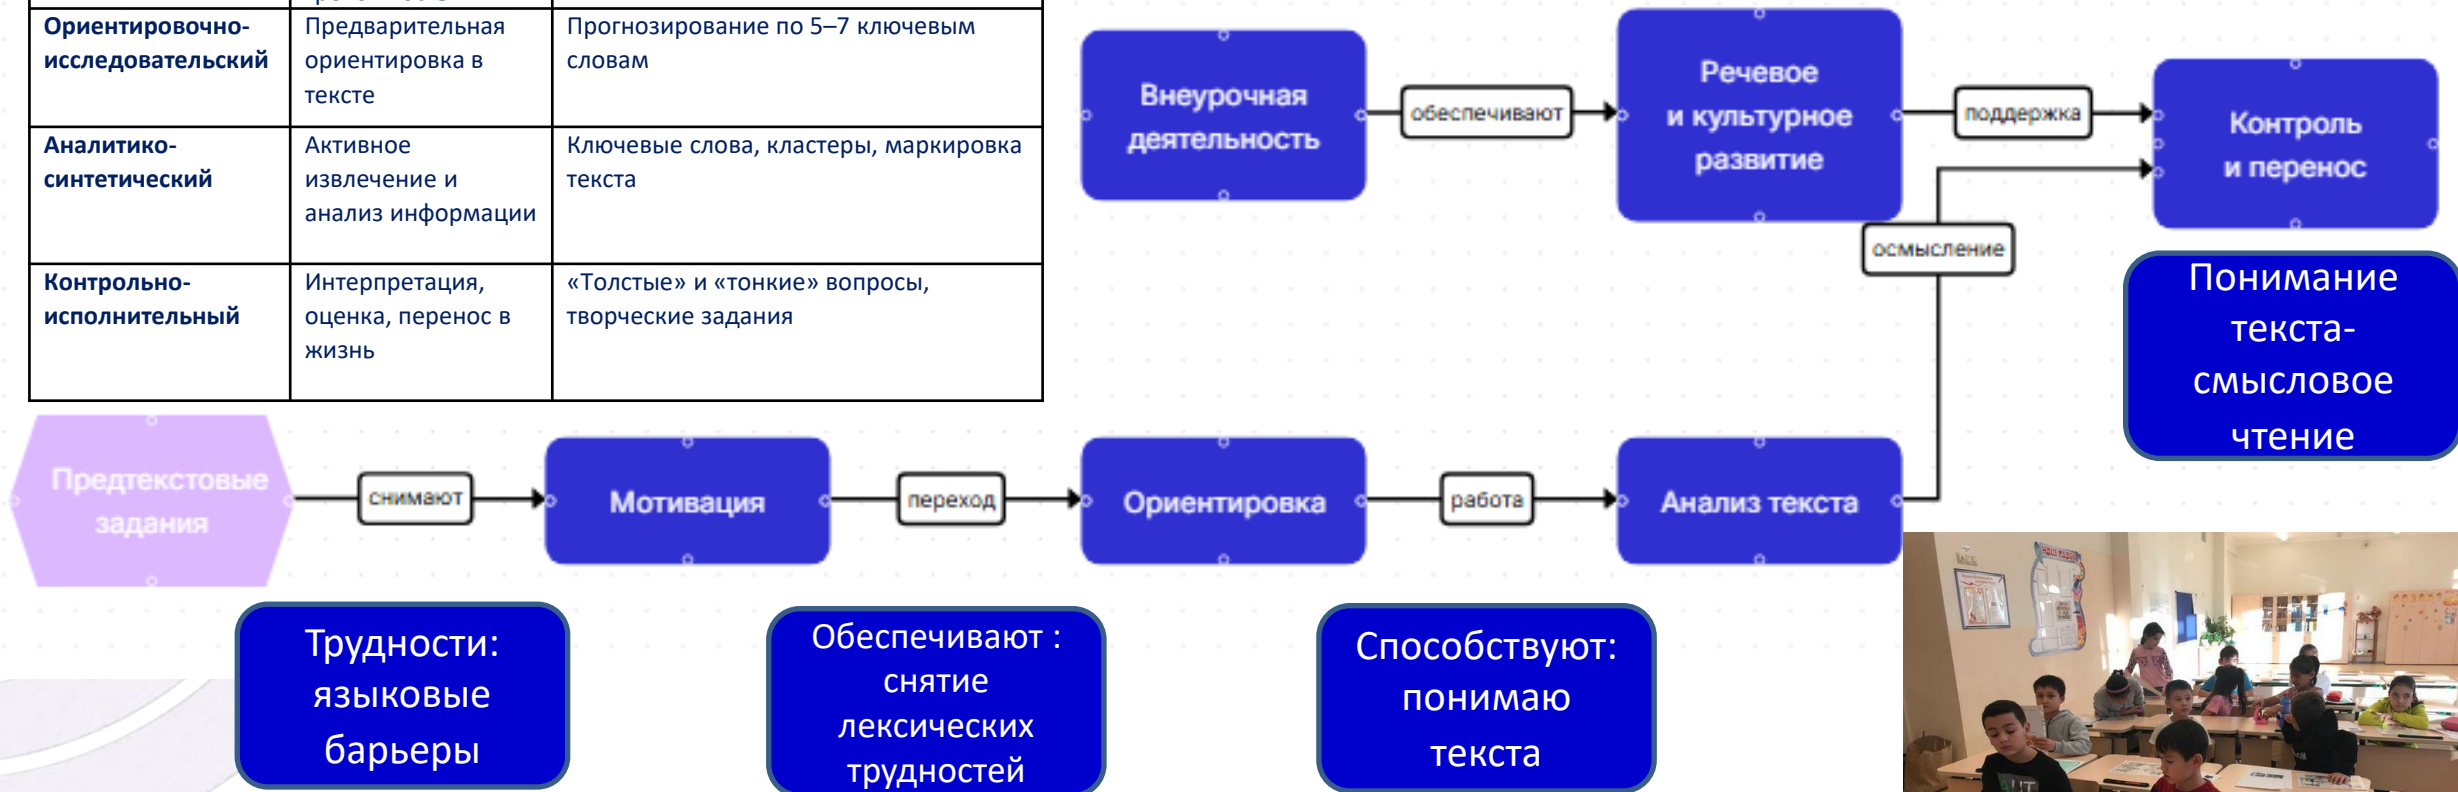 Ориентировочно-
исследовательский
Предварительная
ориентировка в
тексте
Прогнозирование по 5–7 ключевым
словам
Аналитико-
синтетический
Активное
извлечение и
анализ информации
Ключевые слова, кластеры, маркировка
текста
Контрольно-
исполнительный
Интерпретация,
оценка, перенос в
жизнь
«Толстые» и «тонкие» вопросы,
творческие задания
Внеурочная
деятельность
обеспечивают
Речевое
и культурное
развитие
поддержка
Контроль
и перенос
осмысление
Понимание
текста-
смысловое
чтение
Предтекстовые
задания
снимают
Мотивация
переход
Ориентировка
работа
Анализ текста
Трудности:
языковые
барьеры
Обеспечивают :
снятие
лексических
трудностей
Способствуют:
понимаю
текста